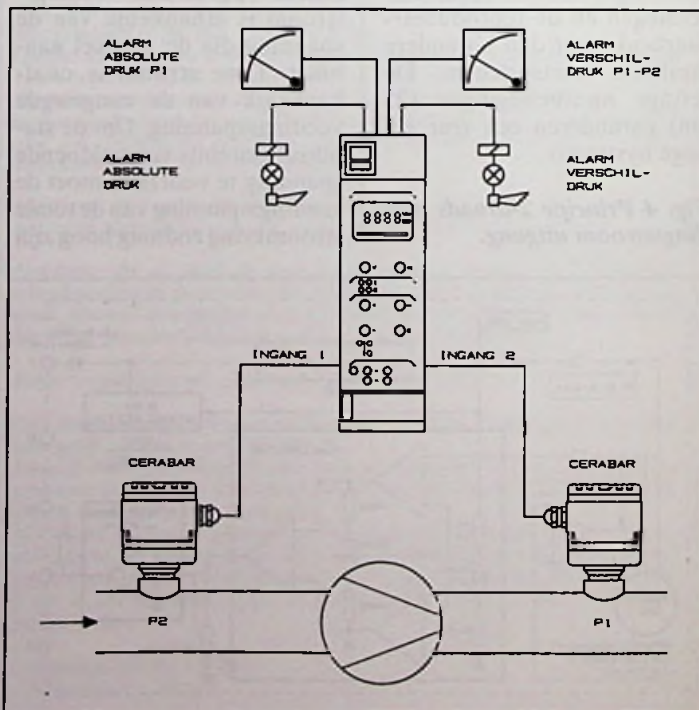 ALARM
ABSOLUTE
DRUK P1
ALARM
VERSCHIL-
DRUK P1-P2
ALARM
ABSOLUTE
DRUK
ALARM
VERSCHIL-
DRUK
8888
INGANG 1
INGANG 2
CERABAR
CERABAR
P2
P1